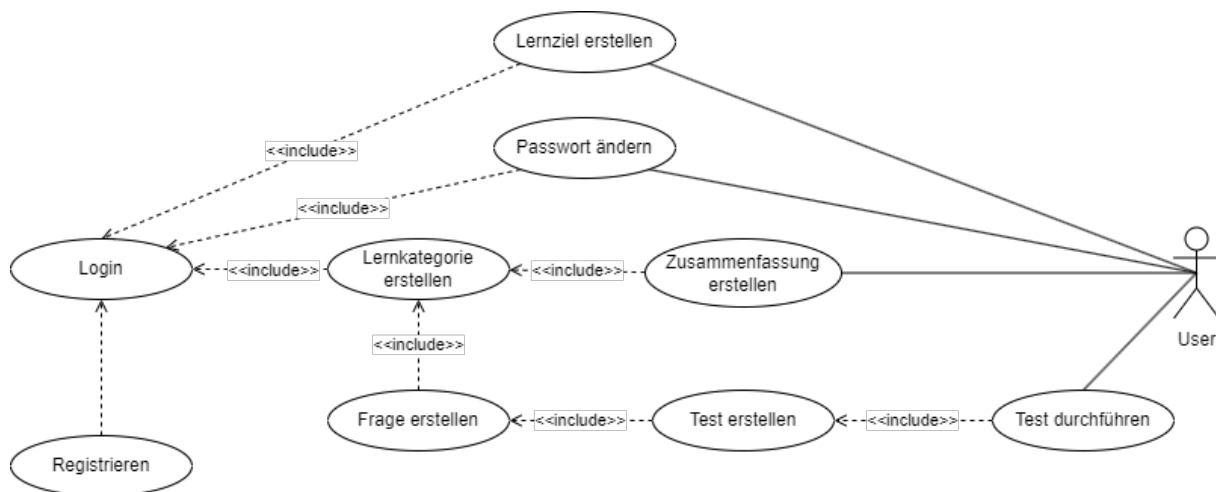 Lernziel erstellen
<<include>>
Passwort ändern
<<include>>
Login
<<include>>
Lernkategorie
erstellen
<<include>>
Zusammenfassung
erstellen
User
<<include>>
Frage erstellen
<<include>>
Test erstellen
<<include>>
Test durchführen
Registrieren